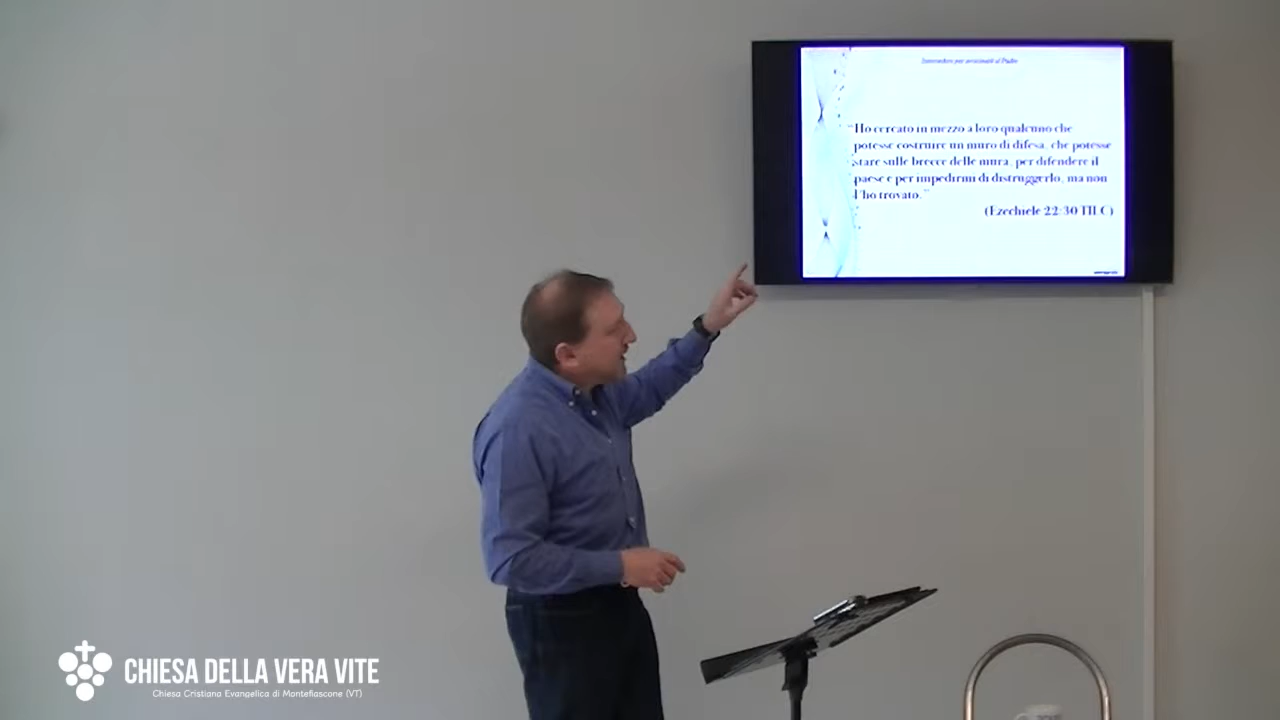 Intercedere per avvicinarli al Padre
“Ho cercato in mezzo a loro qualcuno che
potesse costruire un muro di difesa, che potesse
stare sulle brecce delle mura, per difendere il
paese e per impedirmi di distruggerlo, ma non
l'ho trovato.”
(Ezechiele 22:30 TILC)
CHIESA DELLA VERA VITE
Chiesa Cristiana Evangelica di Montefiascone (VT)